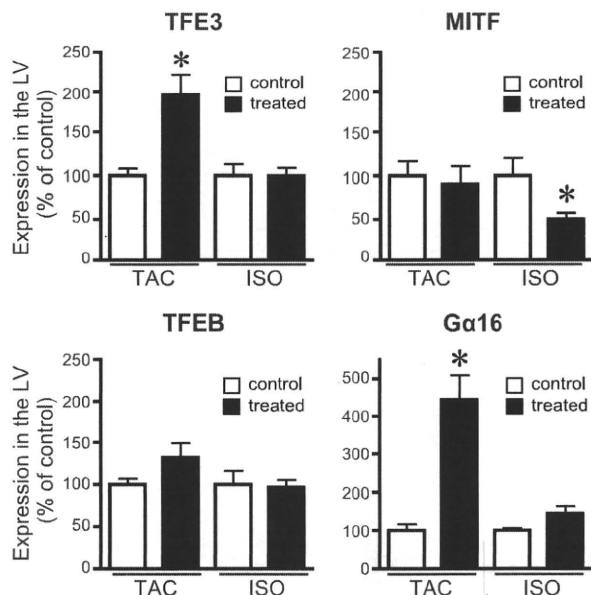 TFE3
Expression in the LV
(% of control)
250
200
150
100
50
0
*
control
treated
TAC
ISO
MITF
250
200
150
100
50
0
control
treated
*
TAC
ISO
TFEB
Expression in the LV
(% of control)
250
200
150
100
50
0
control
treated
TAC
ISO
Gα16
500
400
300
200
100
0
*
control
treated
TAC
ISO